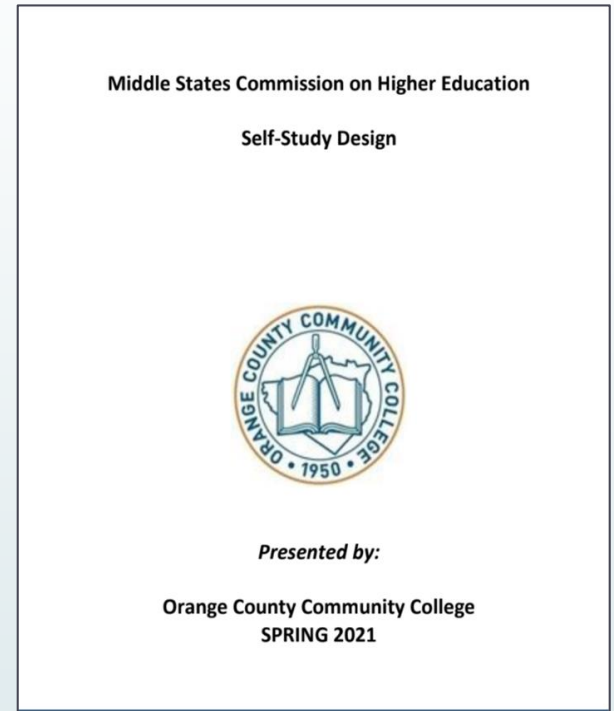 Middle States Commission on Higher Education
Self-Study Design
ORANGE COUNTY COMMUNITY COLLEGE
• 1950 •
Presented by:
Orange County Community College
SPRING 2021